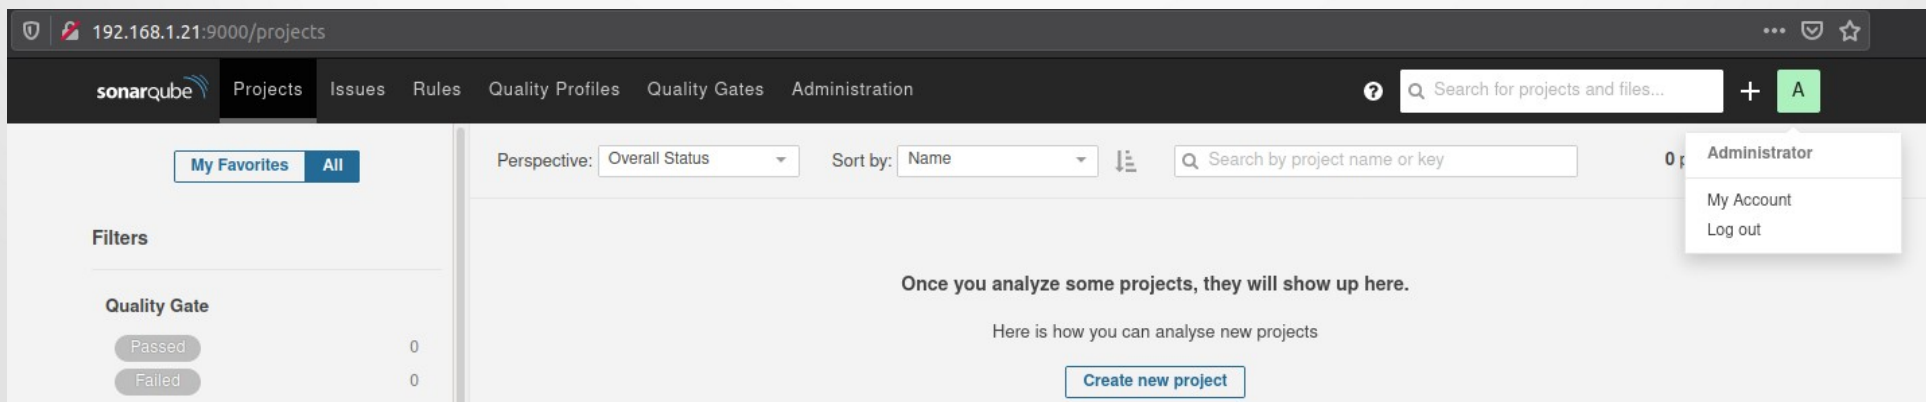 192.168.1.21:9000/projects
sonarqube Projects Issues Rules Quality Profiles Quality Gates Administration Search for projects and files... A
My Favorites All Perspective: Overall Status Sort by: Name Search by project name or key 0
Administrator
My Account
Log out
Filters
Once you analyze some projects, they will show up here.
Quality Gate
Here is how you can analyse new projects
Passed 0
Failed 0
Create new project